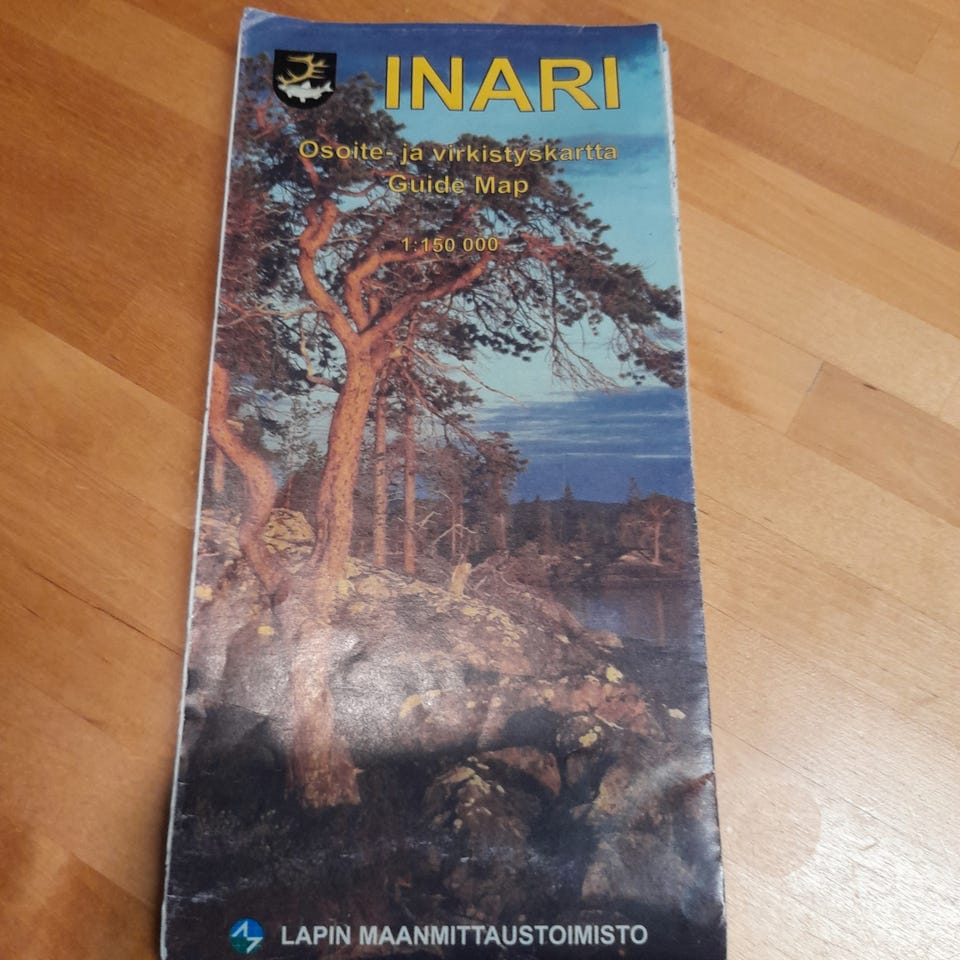 INARI
Osoite- ja virkistyskartta
Guide Map
1:150 000
LAPIN MAANMITTAUSTOIMISTO